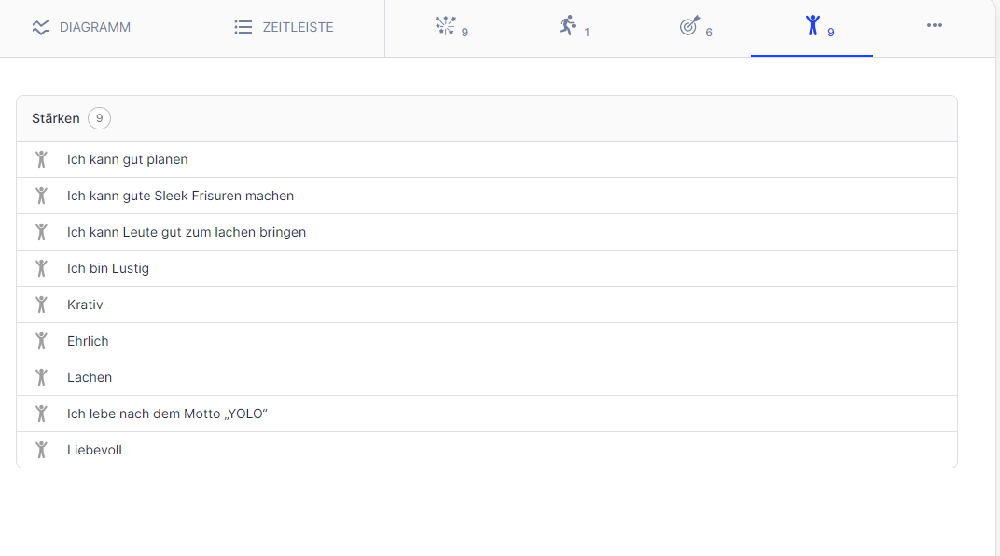 DIAGRAMM
ZEITLEISTE
9
1
6
9
Stärken 9
Ich kann gut planen
Ich kann gute Sleek Frisuren machen
Ich kann Leute gut zum lachen bringen
Ich bin Lustig
Krativ
Ehrlich
Lachen
Ich lebe nach dem Motto „YOLO“
Liebevoll